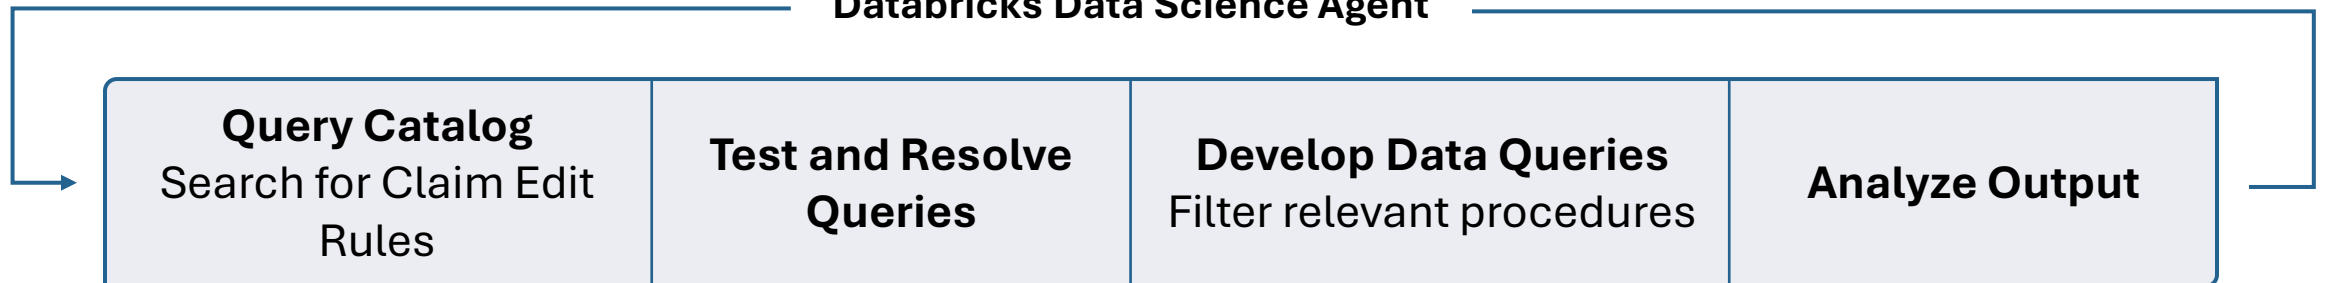 Databricks Data Science Agent
Query Catalog
Search for Claim Edit
Rules
Test and Resolve
Queries
Develop Data Queries
Filter relevant procedures
Analyze Output